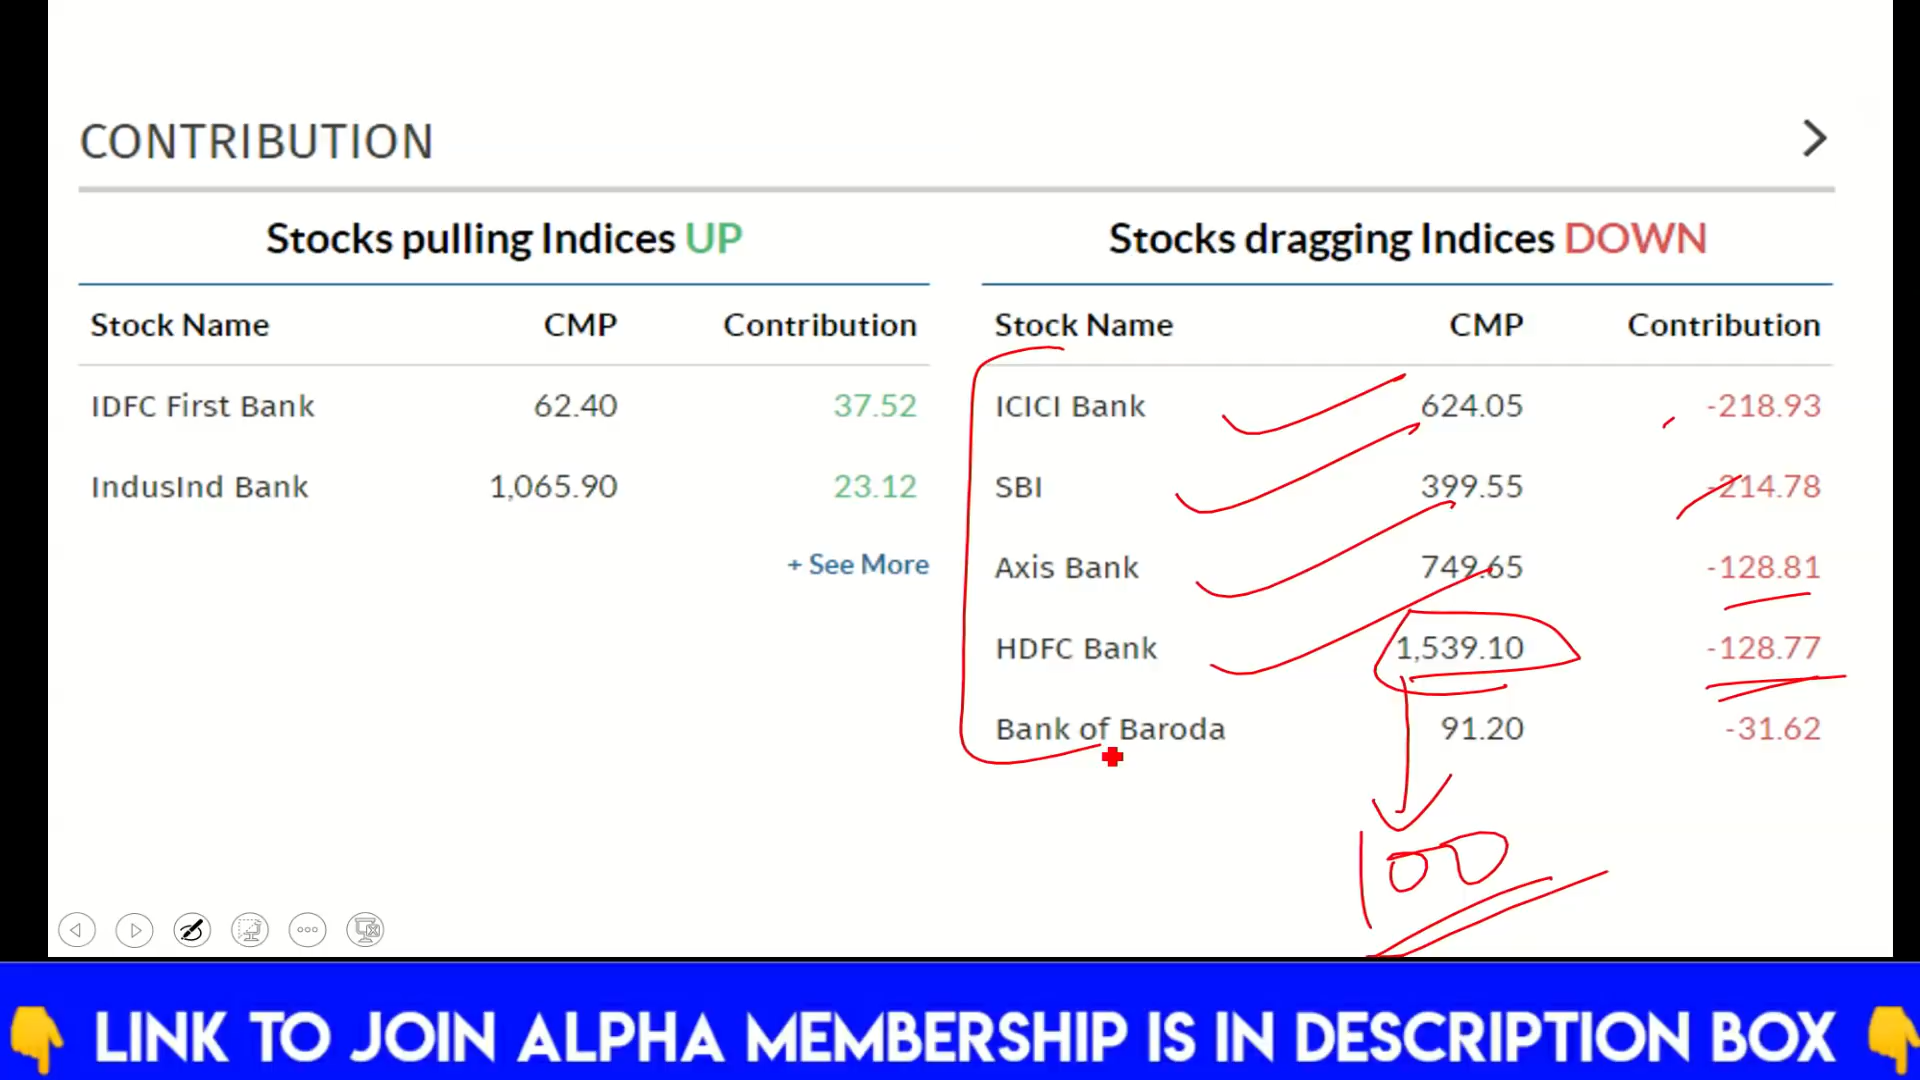 CONTRIBUTION
Stocks pulling Indices UP
Stock Name CMP Contribution
IDFC First Bank 62.40 37.52
IndusInd Bank 1,065.90 23.12
+ See More
Stocks dragging Indices DOWN
Stock Name CMP Contribution
ICICI Bank 624.05 -218.93
SBI 399.55 -214.78
Axis Bank 749.65 -128.81
HDFC Bank 1,539.10 -128.77
Bank of Baroda 91.20 -31.62
100
LINK TO JOIN ALPHA MEMBERSHIP IS IN DESCRIPTION BOX